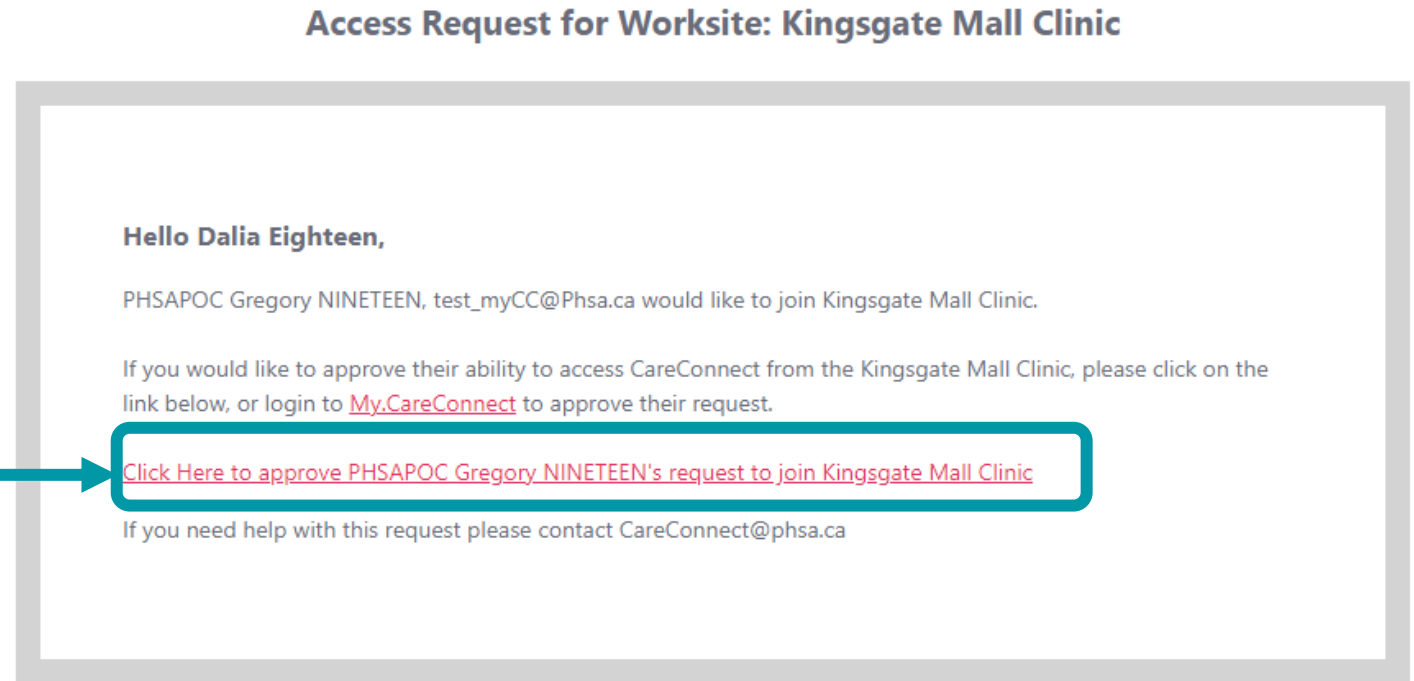 Access Request for Worksite: Kingsgate Mall Clinic
Hello Dalia Eighteen,
PHSAPOC Gregory NINETEEN, test_myCC@Phsa.ca would like to join Kingsgate Mall Clinic.
If you would like to approve their ability to access CareConnect from the Kingsgate Mall Clinic, please click on the
link below, or login to My.CareConnect to approve their request.
Click Here to approve PHSAPOC Gregory NINETEEN's request to join Kingsgate Mall Clinic
If you need help with this request please contact CareConnect@phsa.ca